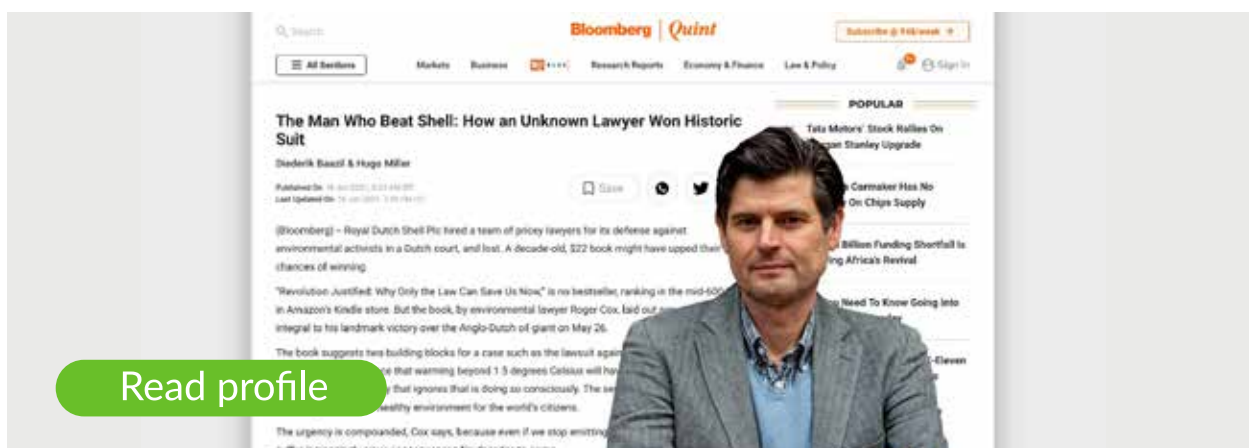 Search
Bloomberg | Quint
All Sections
Markets
Business
Research Reports
Economy & Finance
Law & Policy
Sign In
POPULAR
The Man Who Beat Shell: How an Unknown Lawyer Won Historic
Suit
Diederik Baazil & Hugo Miller
Published On
Last Updated On
Save
(Bloomberg) – Royal Dutch Shell Plc hired a team of pricey lawyers for its defense against
environmental activists in a Dutch court, and lost. A decade-old, $22 book might have upped their
chances of winning.
"Revolution Justified: Why Only the Law Can Save Us Now," is no bestseller, ranking in the
in Amazon's Kindle store. But the book, by environmental lawyer Roger Cox, laid out
integral to his landmark victory over the Anglo-Dutch oil giant on May 26.
The book suggests two building blocks for a case such as the lawsuit
that warming beyond 1.5 degrees Celsius will
that ignores that is doing so consciously. The
healthy environment for the world's citizens.
The urgency is compounded, Cox says, because even if we stop emitting
Tata Motors' Stock Rallies On
Stanley Upgrade
Carmaker Has No
On Chips Supply
Billion Funding Shortfall Is
Africa's Revival
Need To Know Going Into
Read profile